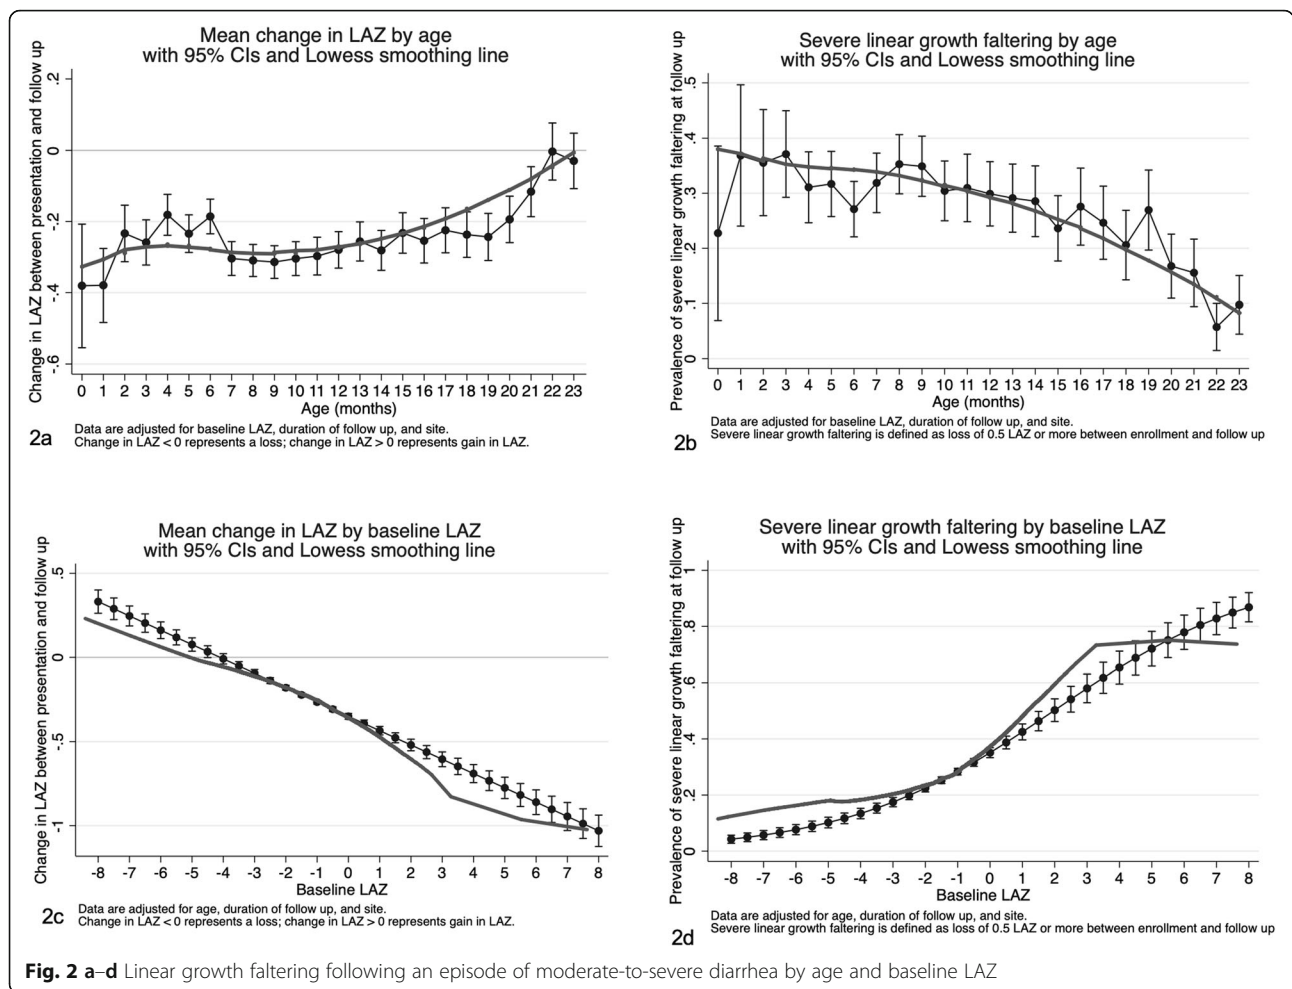 Mean change in LAZ by age
with 95% CIs and Lowess smoothing line
Change in LAZ between presentation and follow up
.2
0
-.2
-.4
-.6
0 1 2 3 4 5 6 7 8 9 10 11 12 13 14 15 16 17 18 19 20 21 22 23
Age (months)
2a
Data are adjusted for baseline LAZ, duration of follow up, and site.
Change in LAZ < 0 represents a loss; change in LAZ > 0 represents gain in LAZ.
Severe linear growth faltering by age
with 95% CIs and Lowess smoothing line
Prevalence of severe linear growth faltering at follow up
.5
.4
.3
.2
.1
0
0 1 2 3 4 5 6 7 8 9 10 11 12 13 14 15 16 17 18 19 20 21 22 23
Age (months)
2b
Data are adjusted for baseline LAZ, duration of follow up, and site.
Severe linear growth faltering is defined as loss of 0.5 LAZ or more between enrollment and follow up
Mean change in LAZ by baseline LAZ
with 95% CIs and Lowess smoothing line
Change in LAZ between presentation and follow up
.5
0
-.5
-1
-8 -7 -6 -5 -4 -3 -2 -1 0 1 2 3 4 5 6 7 8
Baseline LAZ
2c
Data are adjusted for age, duration of follow up, and site.
Change in LAZ < 0 represents a loss; change in LAZ > 0 represents gain in LAZ.
Severe linear growth faltering by baseline LAZ
with 95% CIs and Lowess smoothing line
Prevalence of severe linear growth faltering at follow up
1
.8
.6
.4
.2
0
-8 -7 -6 -5 -4 -3 -2 -1 0 1 2 3 4 5 6 7 8
Baseline LAZ
2d
Data are adjusted for age, duration of follow up, and site.
Severe linear growth faltering is defined as loss of 0.5 LAZ or more between enrollment and follow up
Fig. 2 a–d Linear growth faltering following an episode of moderate-to-severe diarrhea by age and baseline LAZ